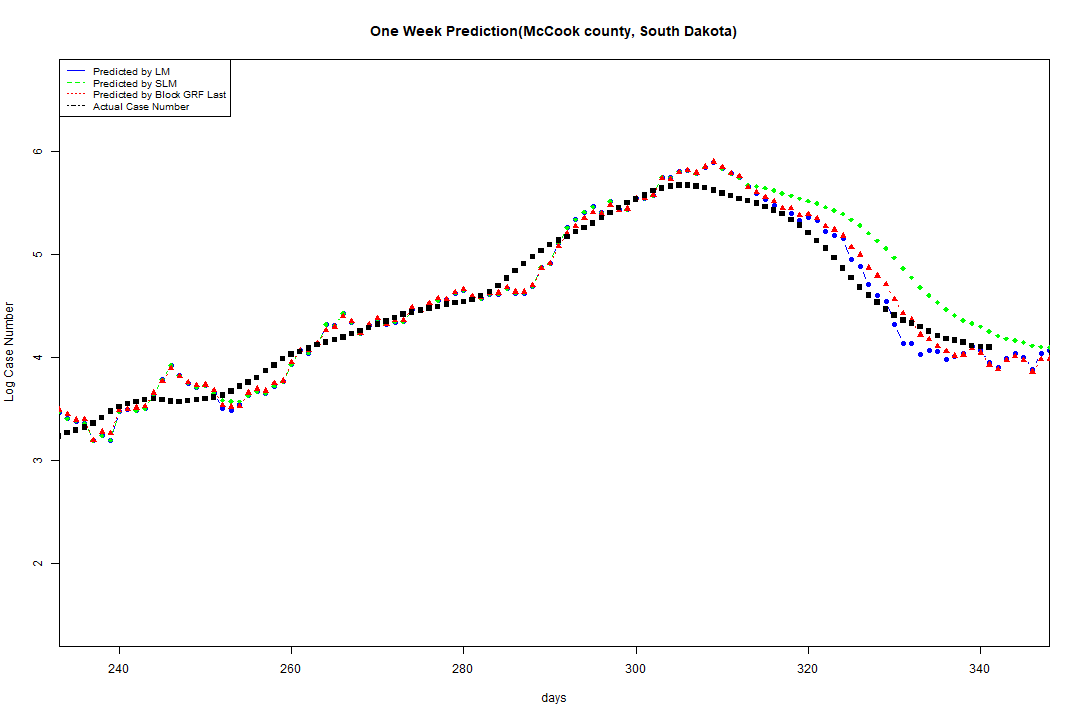 One Week Prediction(McCook county, South Dakota)
Predicted by LM
Predicted by SLM
Predicted by Block GRF Last
Actual Case Number
6
5
4
3
2
Log Case Number
240 260 280 300 320 340
days